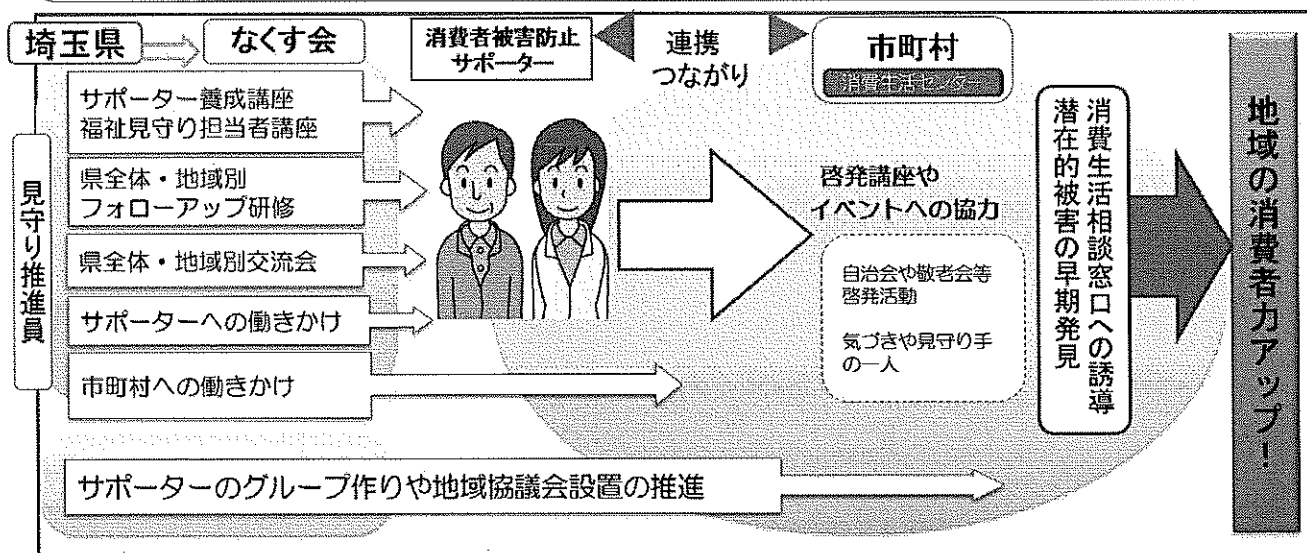 埼玉県
なくす会
消費者被害防止
サポーター
連携
つながり
市町村
消費生活センター
見守り推進員
サポーター養成講座
福祉見守り担当者講座
県全体・地域別
フォローアップ研修
県全体・地域別交流会
サポーターへの働きかけ
市町村への働きかけ
サポーターのグループ作りや地域協議会設置の推進
啓発講座や
イベントへの協力
自治会や敬老会等
啓発活動
気づきや見守り手
の一人
消費生活相談窓口への誘導
潜在的被害の早期発見
地域の消費者力アップ！